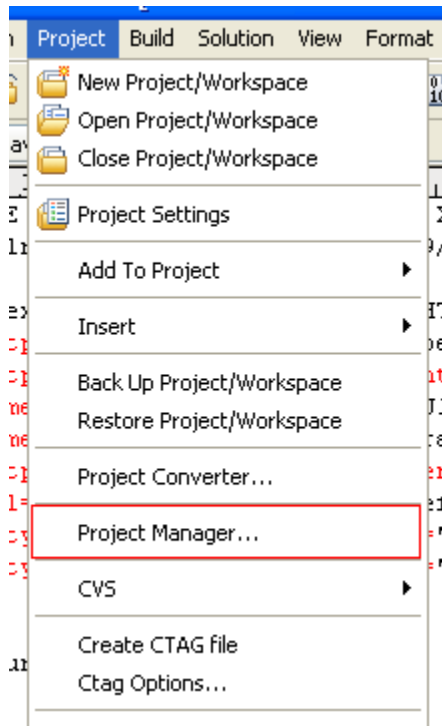 Project Build Solution View Format
New Project/Workspace
Open Project/Workspace
Close Project/Workspace
Project Settings
Add To Project
Insert
Back Up Project/Workspace
Restore Project/Workspace
Project Converter...
Project Manager...
CVS
Create CTAG file
Ctag Options...